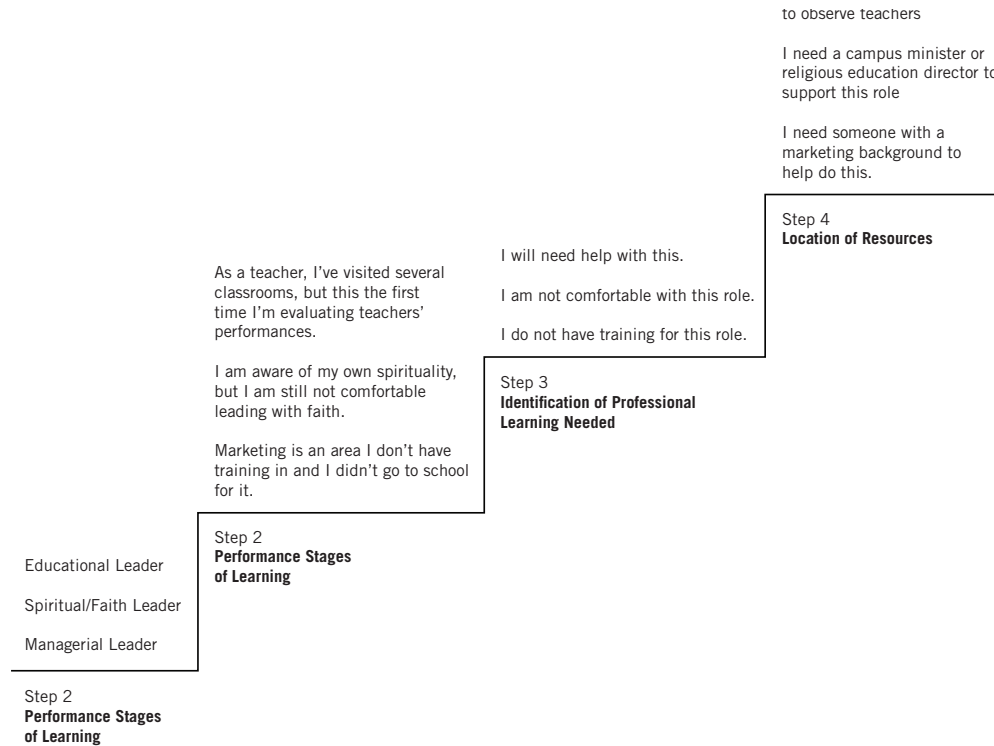 to observe teachers
I need a campus minister or
religious education director to
support this role
I need someone with a
marketing background to
help do this.
Step 4
Location of Resources
I will need help with this.
I am not comfortable with this role.
I do not have training for this role.
Step 3
Identification of Professional
Learning Needed
As a teacher, I’ve visited several
classrooms, but this the first
time I’m evaluating teachers’
performances.
I am aware of my own spirituality,
but I am still not comfortable
leading with faith.
Marketing is an area I don’t have
training in and I didn’t go to school
for it.
Step 2
Performance Stages
of Learning
Educational Leader
Spiritual/Faith Leader
Managerial Leader
Step 2
Performance Stages
of Learning